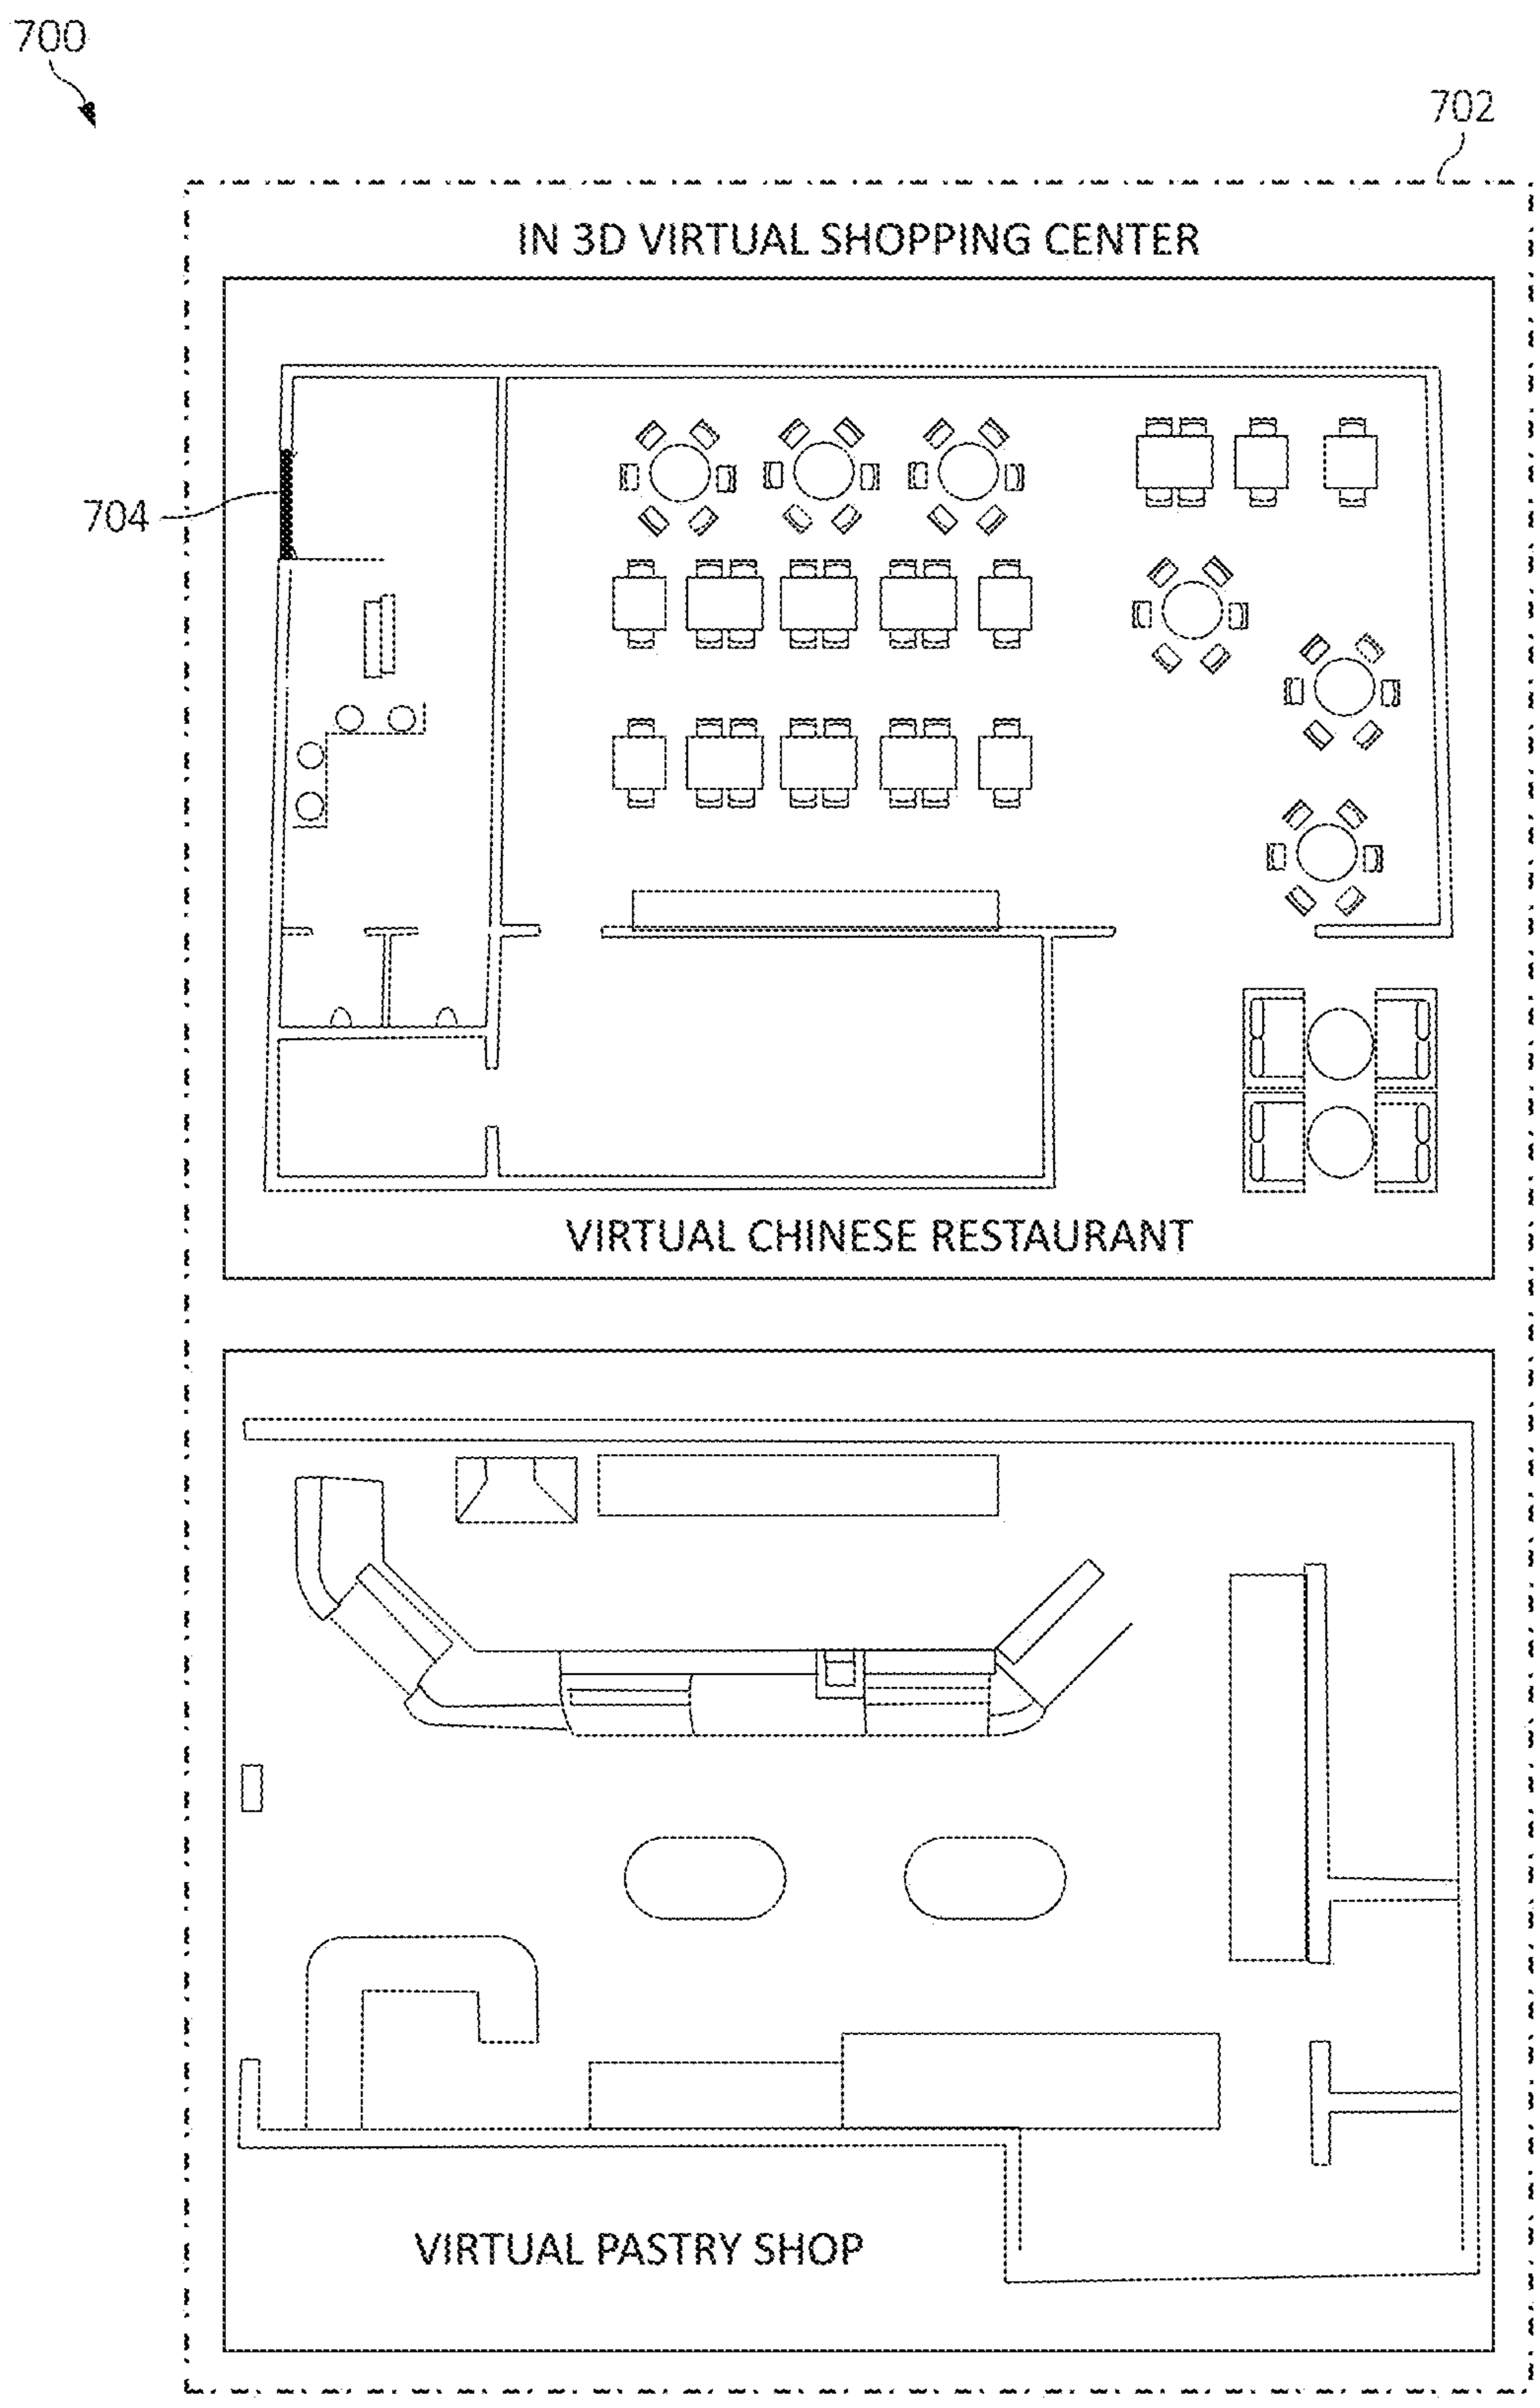 700
702
IN 3D VIRTUAL SHOPPING CENTER
704
VIRTUAL CHINESE RESTAURANT
VIRTUAL PASTRY SHOP